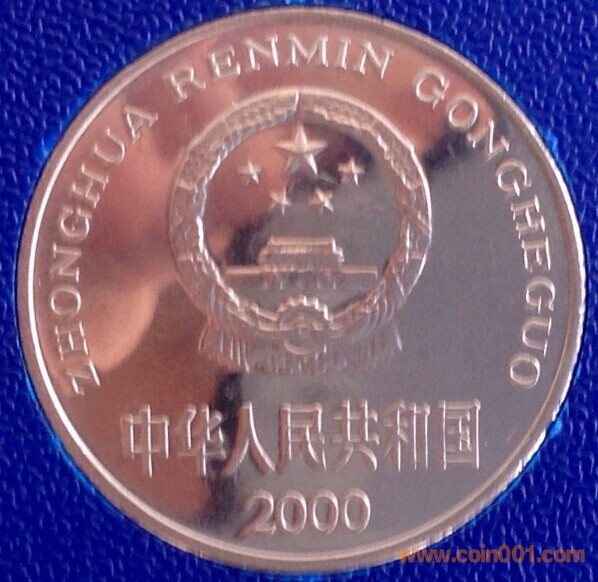 ZHONGHUA RENMIN GONGHEGUO
中华人民共和国
2000
www.coin001.com